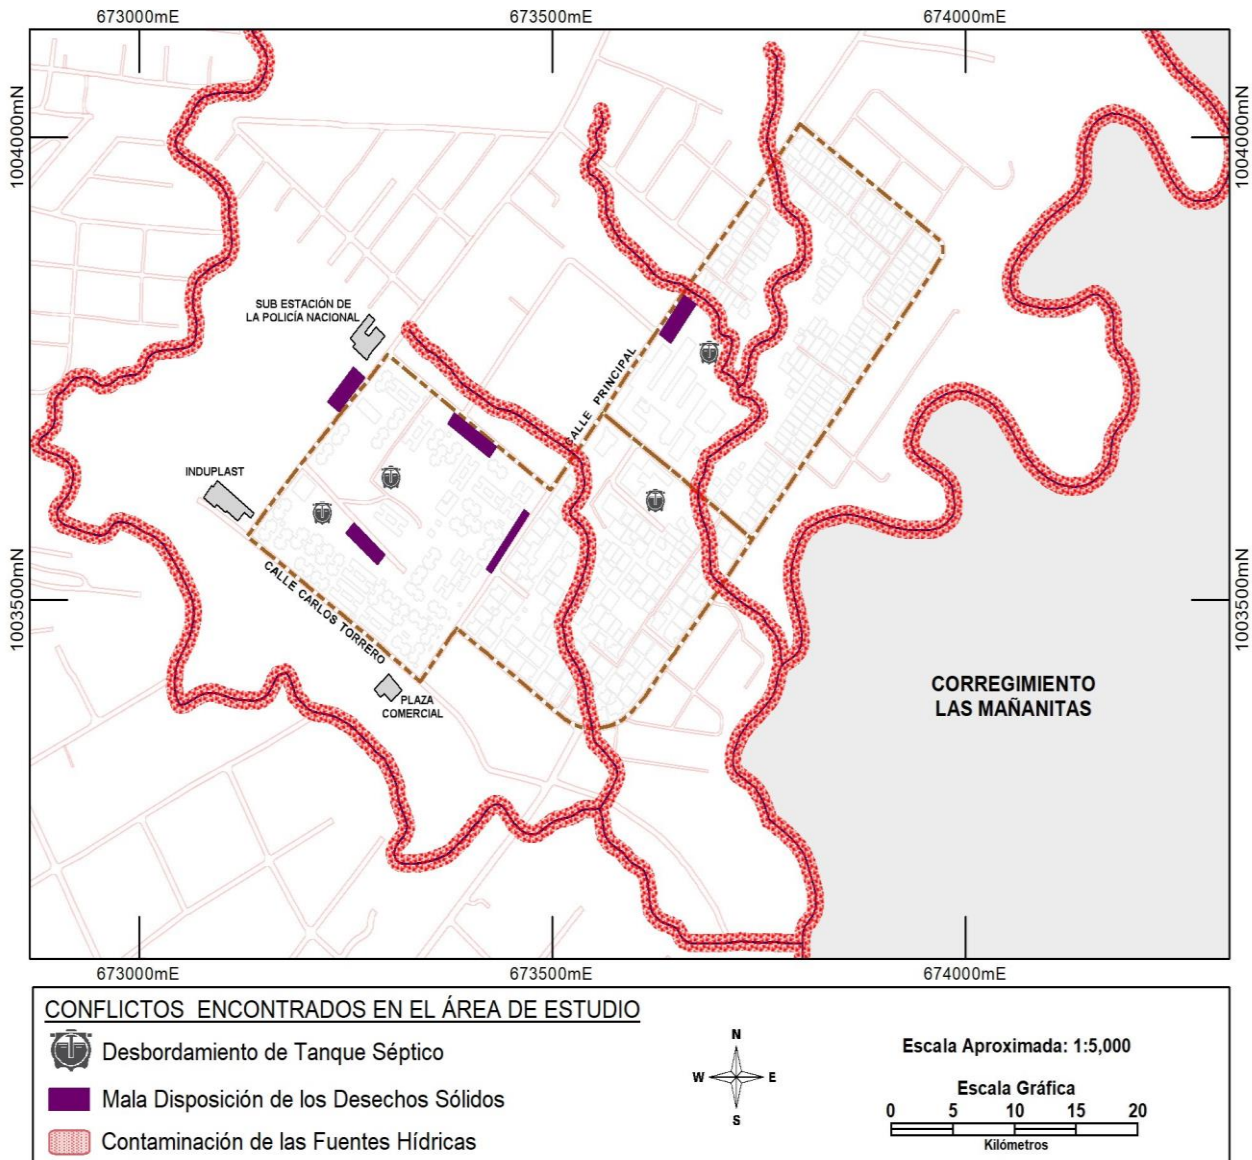 673000mE
673500mE
674000mE
1004000mN
1004000mN
SUB ESTACIÓN DE
LA POLICÍA NACIONAL
CALLE PRINCIPAL
INDUPLAST
CALLE CARLOS TORRERO
1003500mN
1003500mN
PLAZA
COMERCIAL
CORREGIMIENTO
LAS MAÑANITAS
673000mE
673500mE
674000mE
CONFLICTOS ENCONTRADOS EN EL ÁREA DE ESTUDIO
Desbordamiento de Tanque Séptico
Mala Disposición de los Desechos Sólidos
Contaminación de las Fuentes Hídricas
N
W
E
S
Escala Aproximada: 1:5,000
Escala Gráfica
0 5 10 15 20
Kilómetros